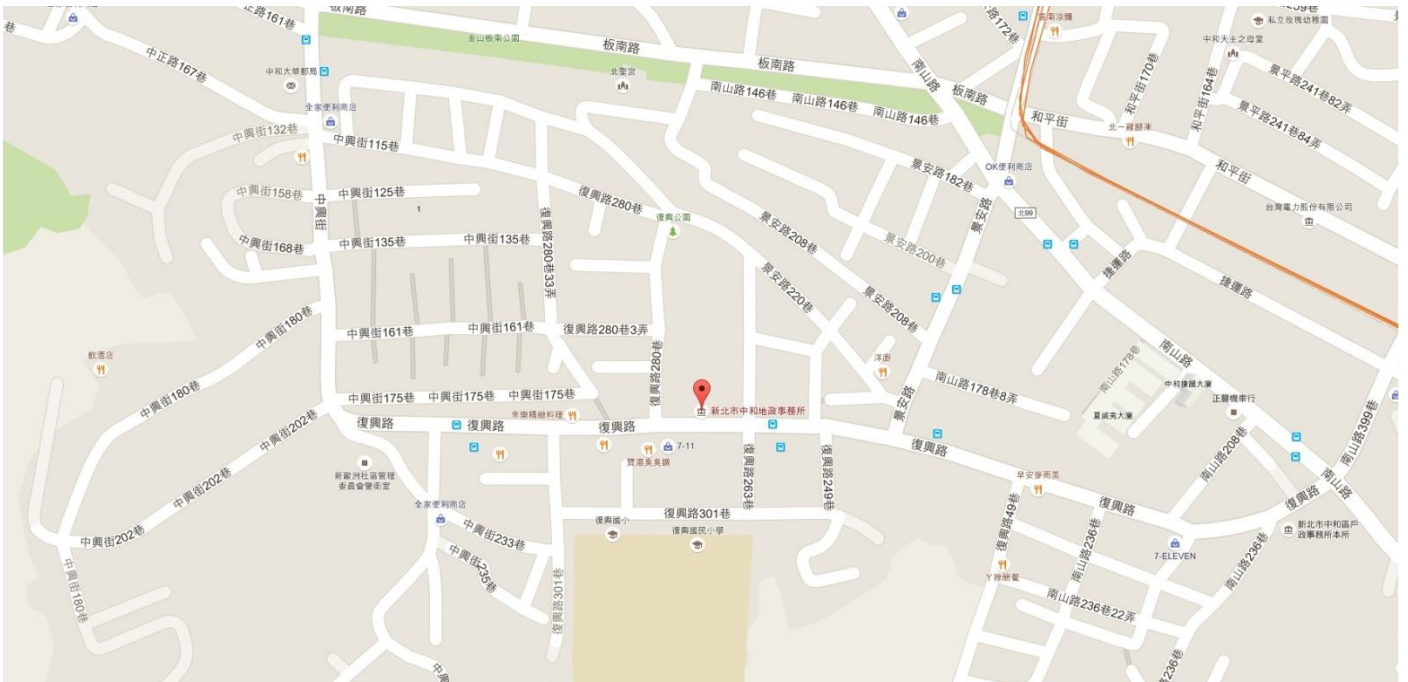 中正路161巷
板南路
金山板南公園
板南路
板南路
板南路
南山路
雲南涼麵
私立玫瑰幼稚園
中和天主之母堂
和平街170巷
和平街164巷
景平路241巷82弄
景平路241巷84弄
中正路167巷
中和大華郵局
北聖宮
南山路146巷
南山路146巷
南山路146巷
和平街
北一雞腳凍
和平街
全家便利商店
中興街132巷
中興街115巷
景安路182巷
OK便利商店
北99
景安路
台灣電力股份有限公司
中興街158巷
中興街125巷
1
中興街
復興路280巷
復興公園
景安路208巷
景安路200巷
中興街168巷
中興街135巷
中興街135巷
復興路280巷33弄
景安路220巷
景安路208巷
捷運路
捷運路
中興街180巷
中興街161巷
中興街161巷
復興路280巷3弄
復興路280巷
南山路
南山路178巷
洋廚
南山路178巷8弄
中和捷運大廈
夏威夷大廈
正馨機車行
飲酒店
中興街180巷
中興街175巷
中興街175巷
中興街175巷
新北市中和地政事務所
景安路
南山路399巷
中興街202巷
復興路
復興路
復興路
7-11
復興路
南山路208巷
中興街202巷
新歐洲社區管理
委員會警衛室
復興路263巷
復興路249巷
復興路49巷
復興路
復興路
南山路
全家便利商店
中興街202巷
中興街233巷
中興街235巷
復興國小
復興路301巷
復興國民小學
新北市中和區戶
政事務所本所
7-ELEVEN
南山路236巷
南山路236巷
中興街180巷
復興路301巷
南山路236巷22弄
236巷